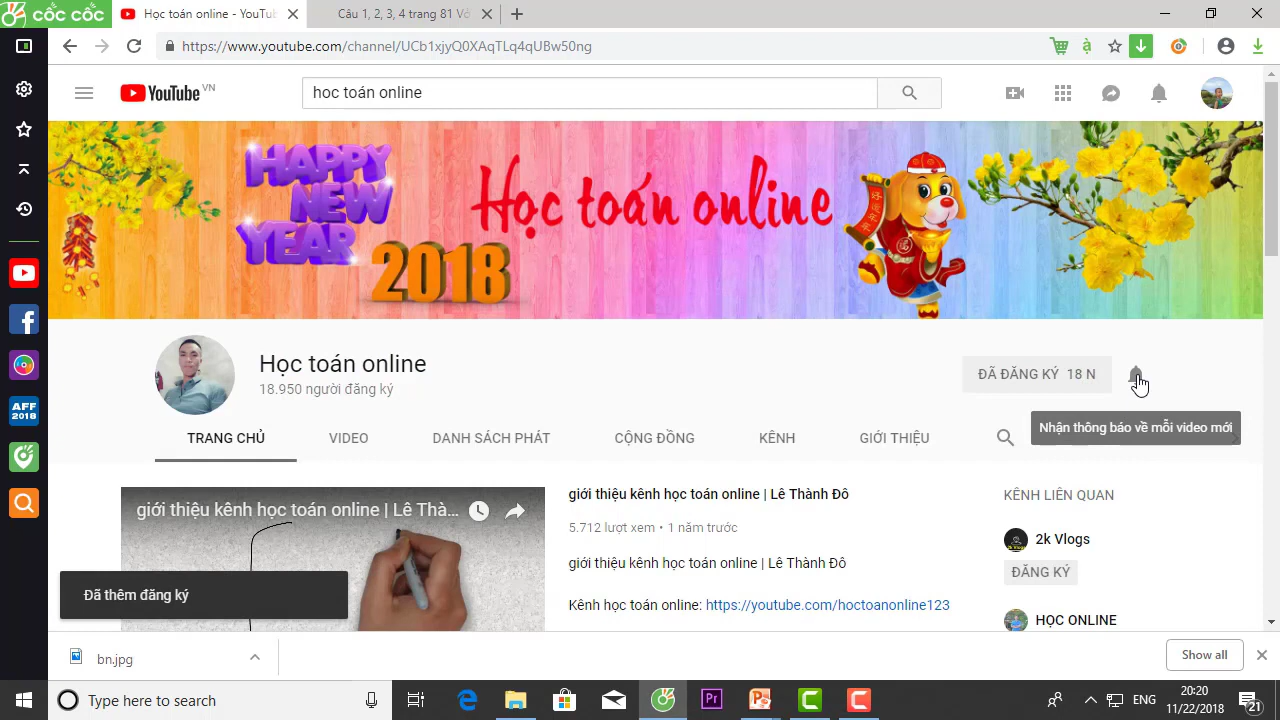 cốc cốc
Học toán online - YouTu
Câu 1, 2, 3, 4 trang 81 Vở
https://www.youtube.com/channel/UCb1xjyQ0XAqTLq4qUBw50ng
à
YouTube VN
hoc toán online
HAPPY
NEW
YEAR
2018
Học toán online
Học toán online
18.950 người đăng ký
ĐÃ ĐĂNG KÝ 18 N
Nhận thông báo về mỗi video mới
TRANG CHỦ
VIDEO
DANH SÁCH PHÁT
CỘNG ĐỒNG
KÊNH
GIỚI THIỆU
giới thiệu kênh học toán online | Lê Thà...
giới thiệu kênh học toán online | Lê Thành Đô
5.712 lượt xem • 1 năm trước
giới thiệu kênh học toán online | Lê Thành Đô
Kênh học toán online: https://youtube.com/hoctoanonline123
KÊNH LIÊN QUAN
2k Vlogs
ĐĂNG KÝ
HỌC ONLINE
AFF
2018
Đã thêm đăng ký
bn.jpg
Show all
Type here to search
Pr
ENG
20:20
11/22/2018
21